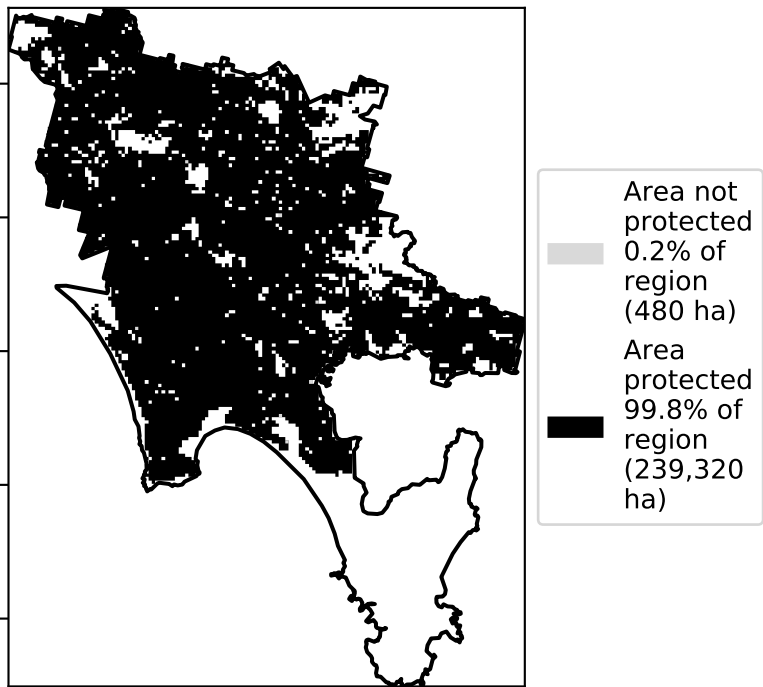 Area not
protected
0.2% of
region
(480 ha)
Area
protected
99.8% of
region
(239,320
ha)